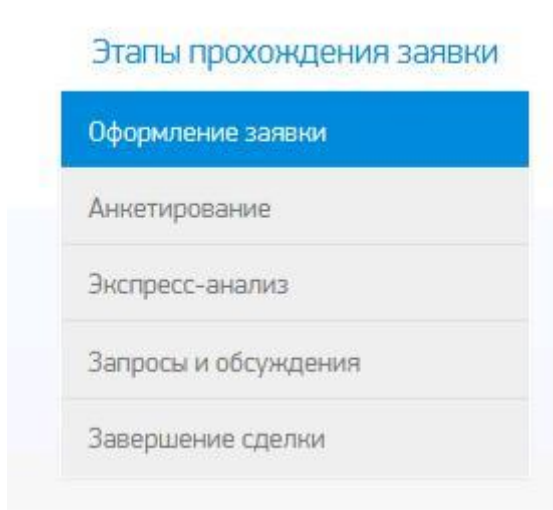 Этапы прохождения заявки
Оформление заявки
Анкетирование
Экспресс-анализ
Запросы и обсуждения
Завершение сделки